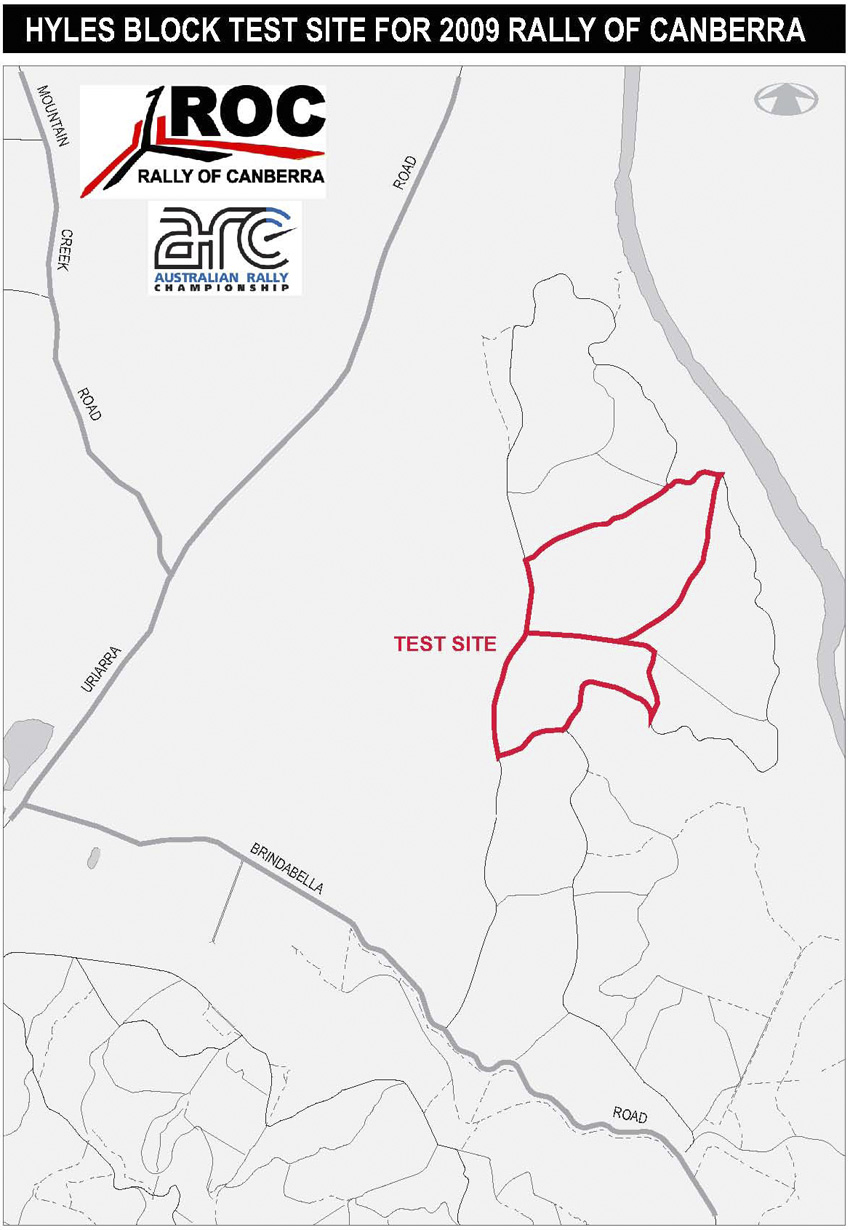 HYLES BLOCK TEST SITE FOR 2009 RALLY OF CANBERRA
ROC
RALLY OF CANBERRA
arc
AUSTRALIAN RALLY
CHAMPIONSHIP
MOUNTAIN
CREEK
ROAD
ROAD
TEST SITE
URIARRA
BRINDABELLA
ROAD